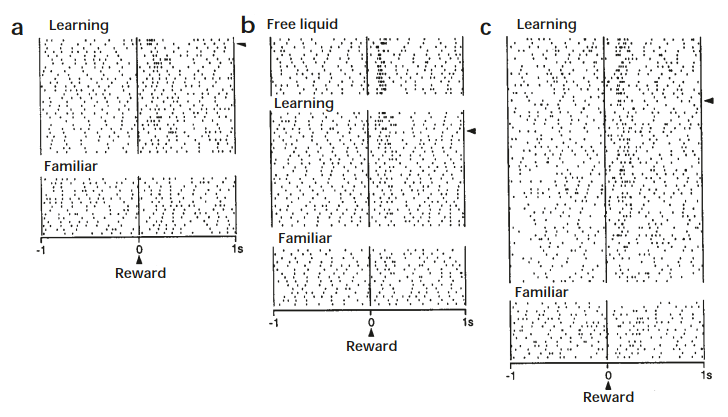 a
Learning
Familiar
-1
0
1s
Reward
b
Free liquid
Learning
Familiar
-1
0
1s
Reward
c
Learning
Familiar
-1
0
1s
Reward